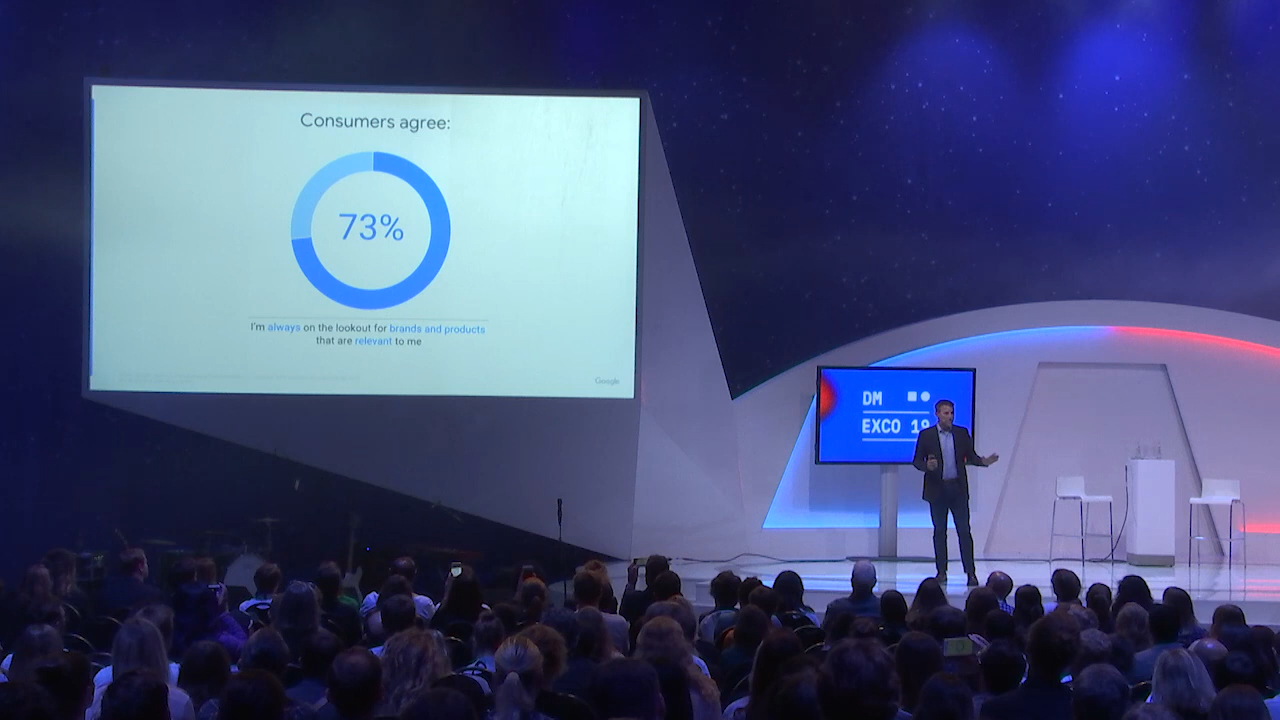 Consumers agree:
73%
I'm always on the lookout for brands and products
that are relevant to me
Google
DM
EXCO 19